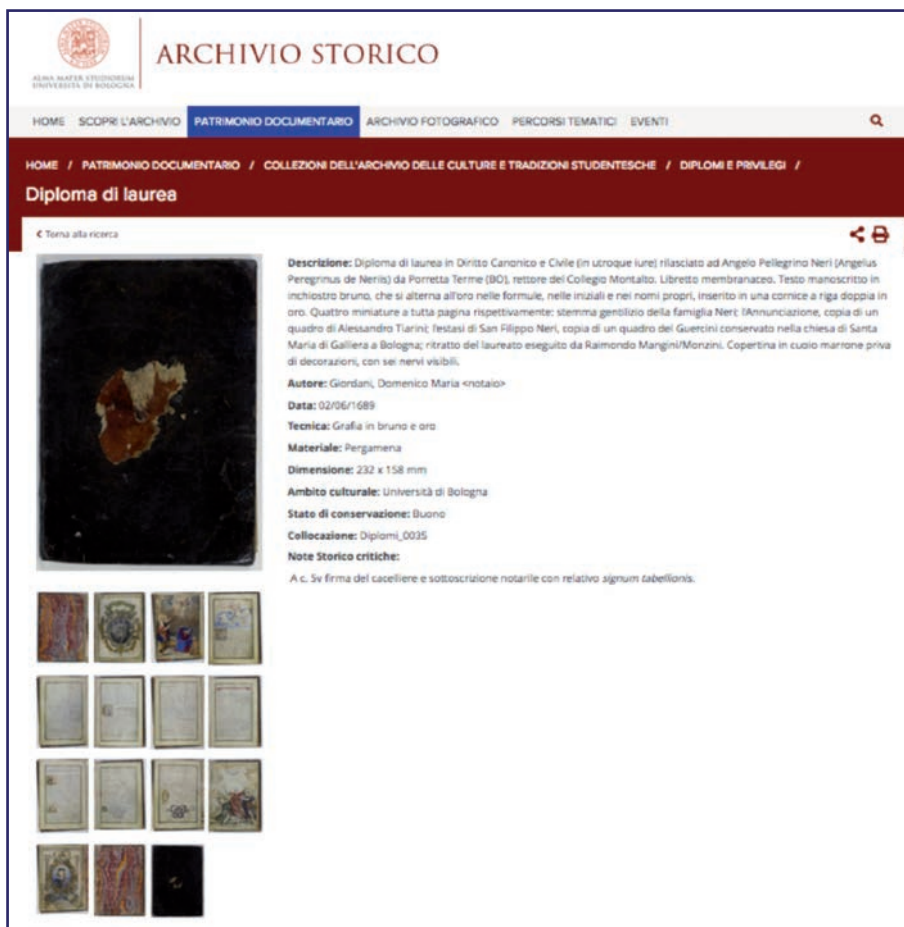 ALMA MATER STUDIORUM
UNIVERSITÀ DI BOLOGNA
ARCHIVIO STORICO
HOME SCOPRI L'ARCHIVIO PATRIMONIO DOCUMENTARIO ARCHIVIO FOTOGRAFICO PERCORSI TEMATICI EVENTI
HOME / PATRIMONIO DOCUMENTARIO / COLLEZIONI DELL'ARCHIVIO DELLE CULTURE E TRADIZIONI STUDENTESCHE / DIPLOMI E PRIVILEGI /
Diploma di laurea
Torna alla ricerca
Descrizione: Diploma di laurea in Diritto Canonico e Civile (in utroque iure) rilasciato ad Angelo Pellegrino Neri [Angelus
Peregrinus de Neriis] da Porretta Terme (BO), rettore del Collegio Montalto. Libretto membranaceo. Testo manoscritto in
inchiostro bruno, che si alterna all'oro nelle formule, nelle iniziali e nei nomi propri, inserito in una cornice a riga doppia in
oro. Quattro miniature a tutta pagina rispettivamente: stemma gentilizio della famiglia Neri; l'Annunciazione, copia di un
quadro di Alessandro Tiarini; l'estasi di San Filippo Neri, copia di un quadro del Guercini conservato nella chiesa di Santa
Maria di Galliera a Bologna; ritratto del laureato eseguito da Raimondo Mangini/Monzini. Copertina in cuoio marrone priva
di decorazioni, con sei nervi visibili.
Autore: Giordani, Domenico Maria <notaio>
Data: 02/06/1689
Tecnica: Grafia in bruno e oro
Materiale: Pergamena
Dimensione: 232 x 158 mm
Ambito culturale: Università di Bologna
Stato di conservazione: Buono
Collocazione: Diplomi_0035
Note Storico critiche:
A c. 5v firma del cacelliere e sottoscrizione notarile con relativo signum tabellionis.